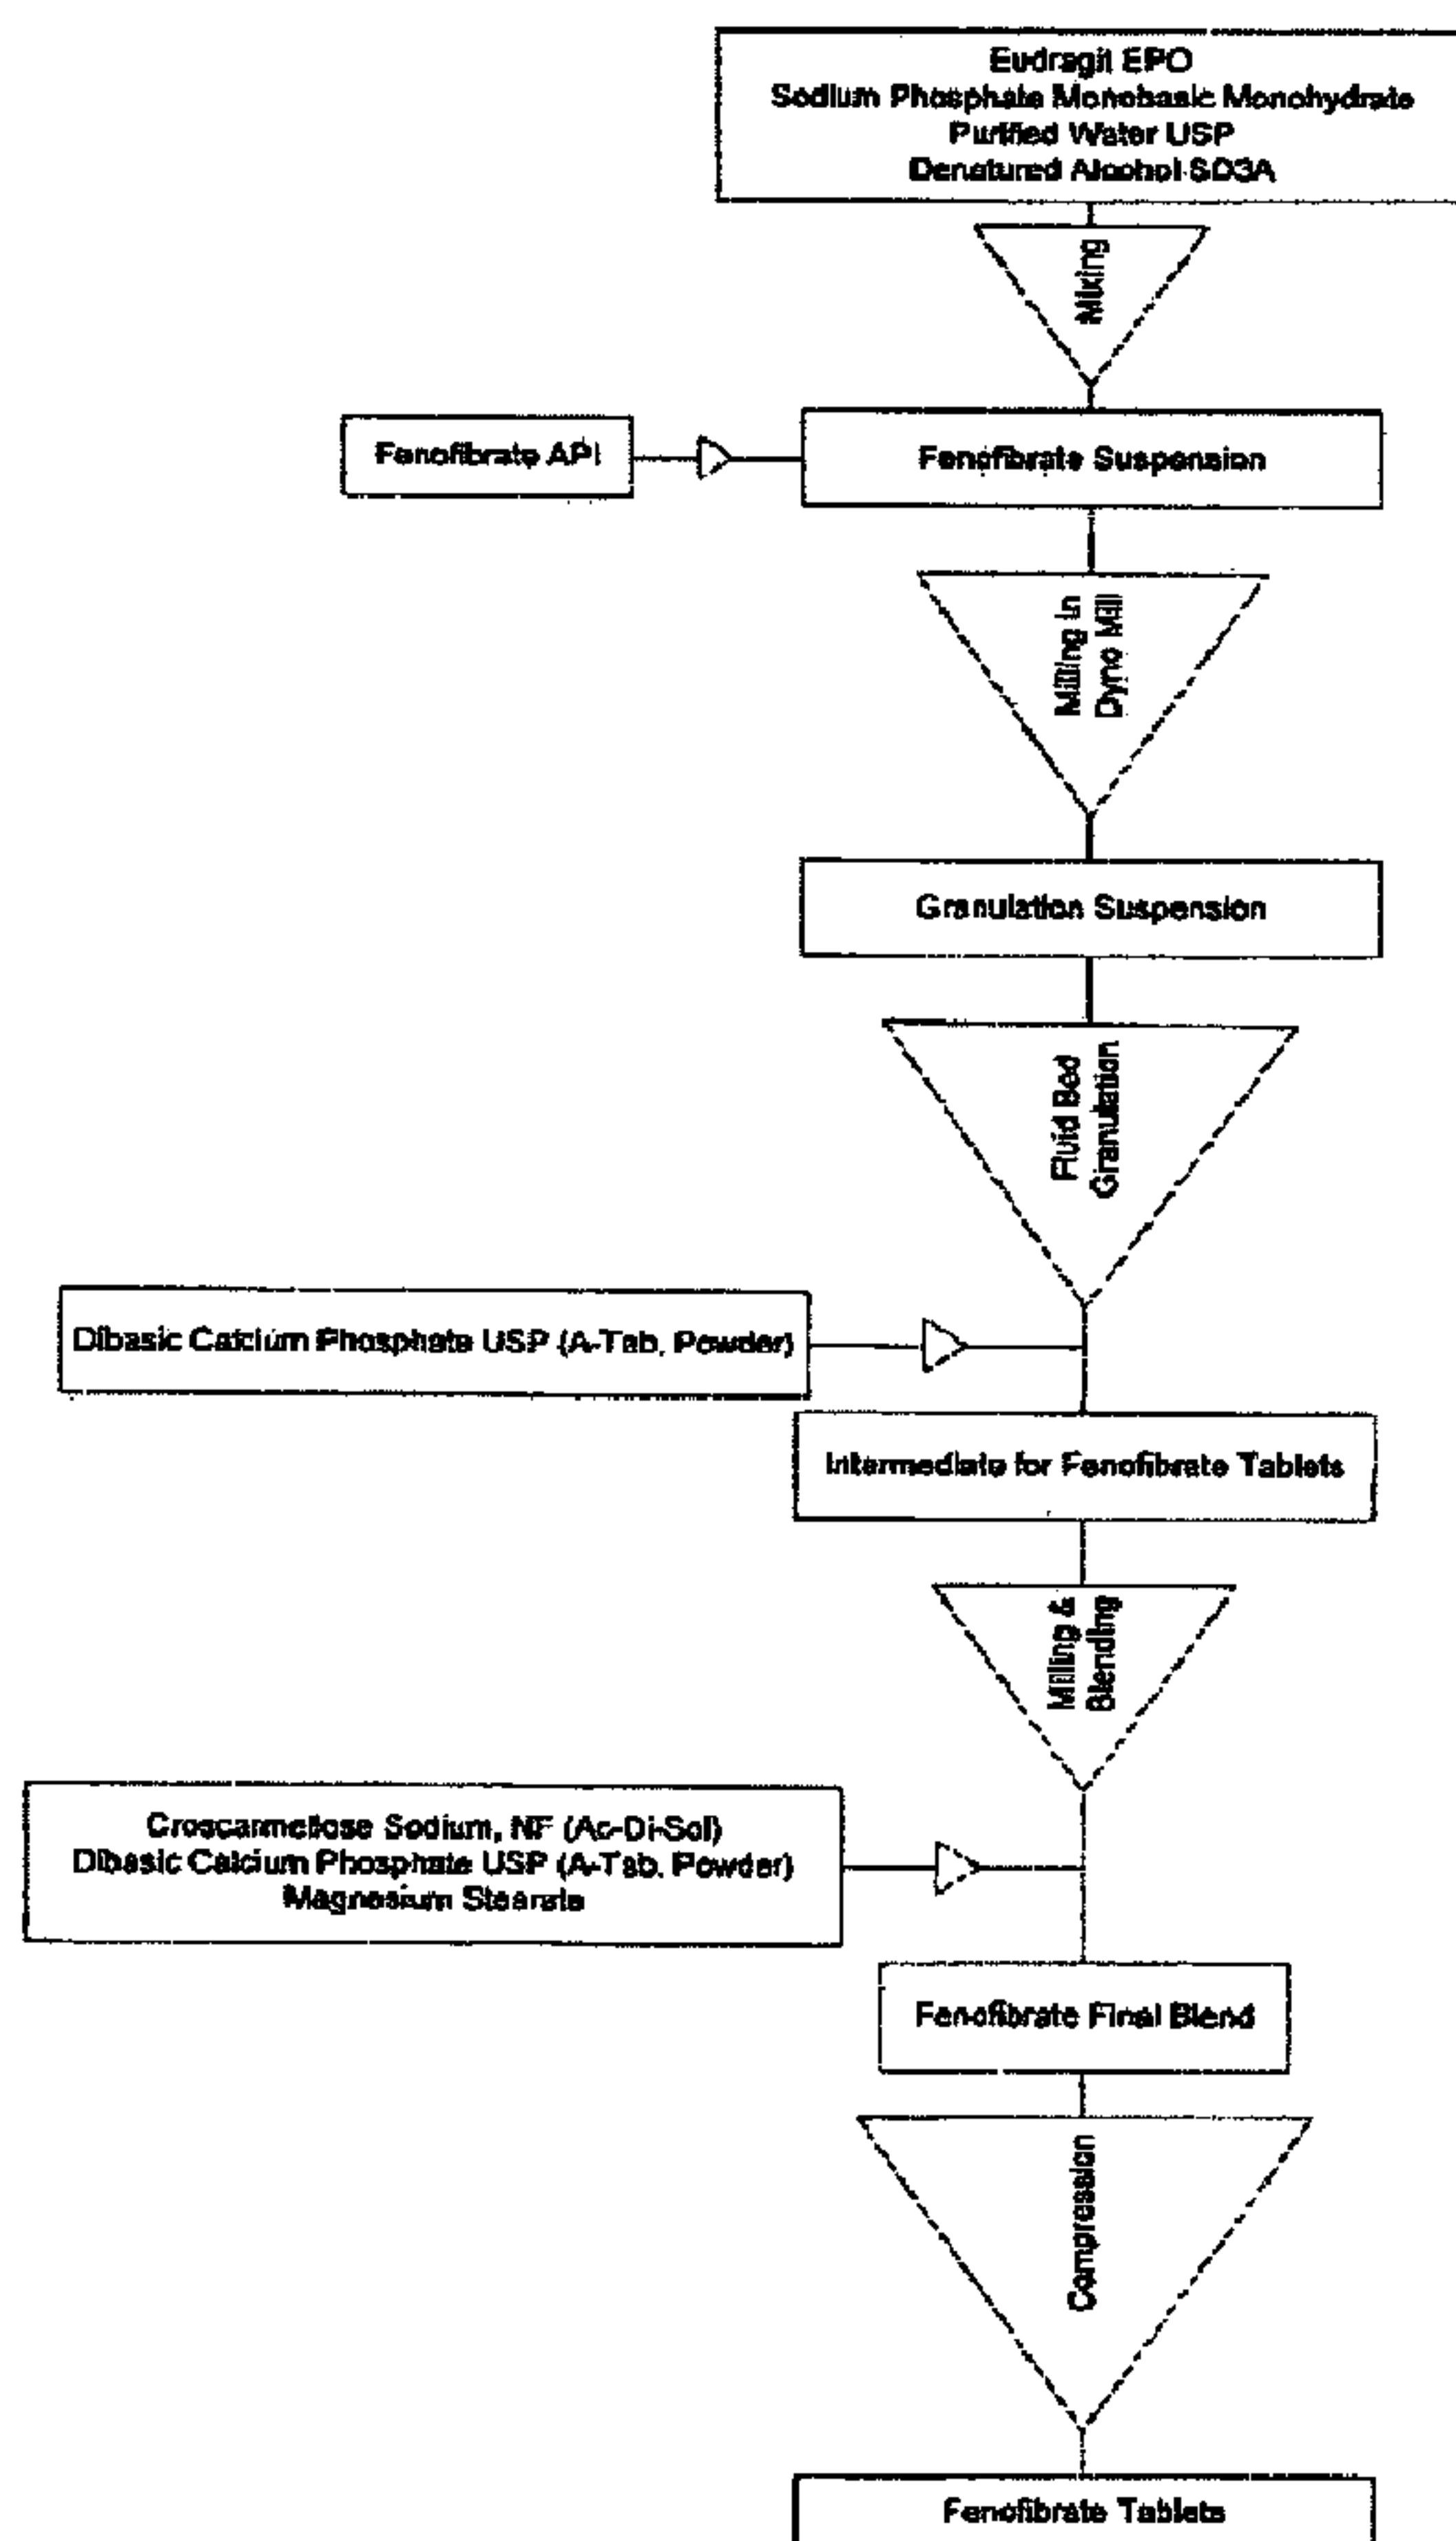 Eudragit EPO
Sodium Phosphate Monobasic Monohydrate
Purified Water USP
Denatured Alcohol SD3A
Mixing
Fenofibrate API
Fenofibrate Suspension
Milling in
Dyno Mill
Granulation Suspension
Fluid Bed
Granulation
Dibasic Calcium Phosphate USP (A-Tab. Powder)
Intermediate for Fenofibrate Tablets
Milling &
Blending
Croscarmellose Sodium, NF (Ac-Di-Sol)
Dibasic Calcium Phosphate USP (A-Tab. Powder)
Magnesium Stearate
Fenofibrate Final Blend
Compression
Fenofibrate Tablets